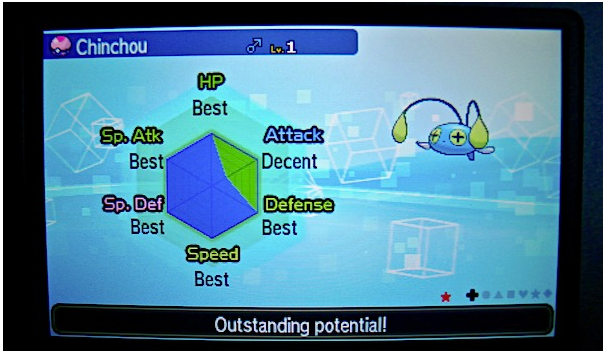 Chinchou ♂ Lv. 1
HP
Best
Sp. Atk
Best
Attack
Decent
Sp. Def
Best
Defense
Best
Speed
Best
Outstanding potential!